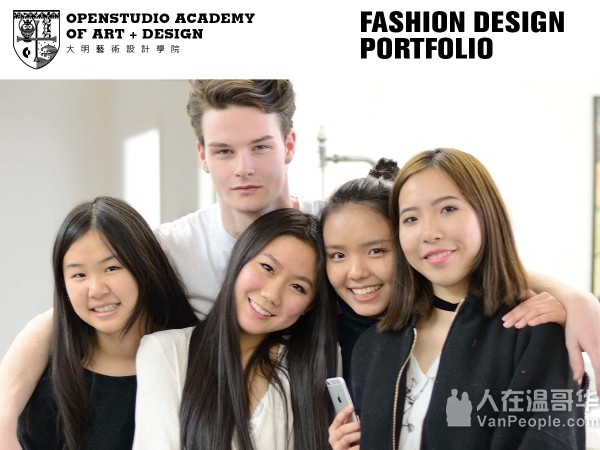 OPENSTUDIO ACADEMY
OF ART + DESIGN
大明藝術設計學院
FASHION DESIGN
PORTFOLIO
人在温哥华
VanPeople.com